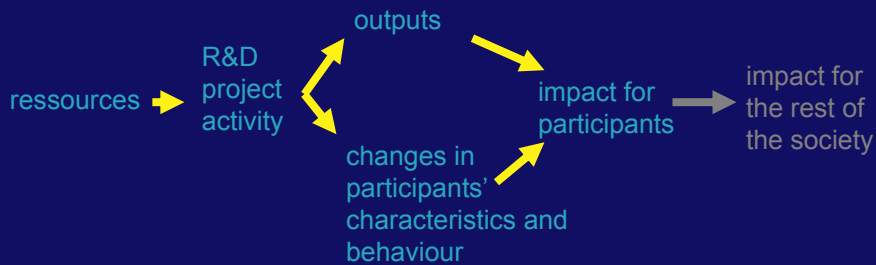 ressources
R&D
project
activity
outputs
changes in
participants'
characteristics and
behaviour
impact for
participants
impact for
the rest of
the society